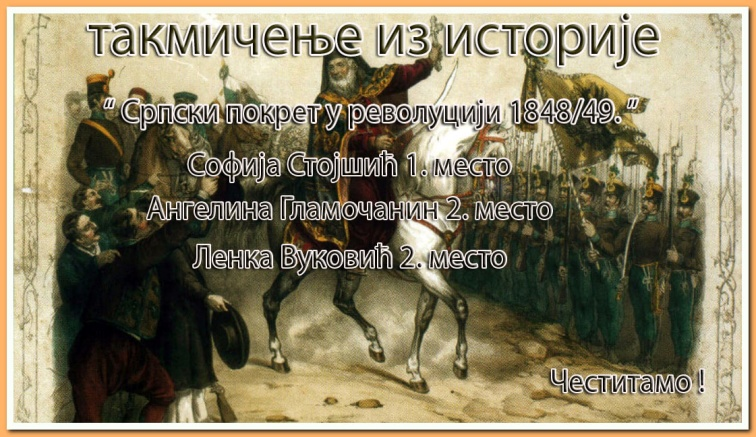 такмичење из историје
“ Српски покрет у револуцији 1848/49. ”
Софија Стојшић 1. место
Ангелина Гламочанин 2. место
Ленка Вуковић 2. место
Честитамо !